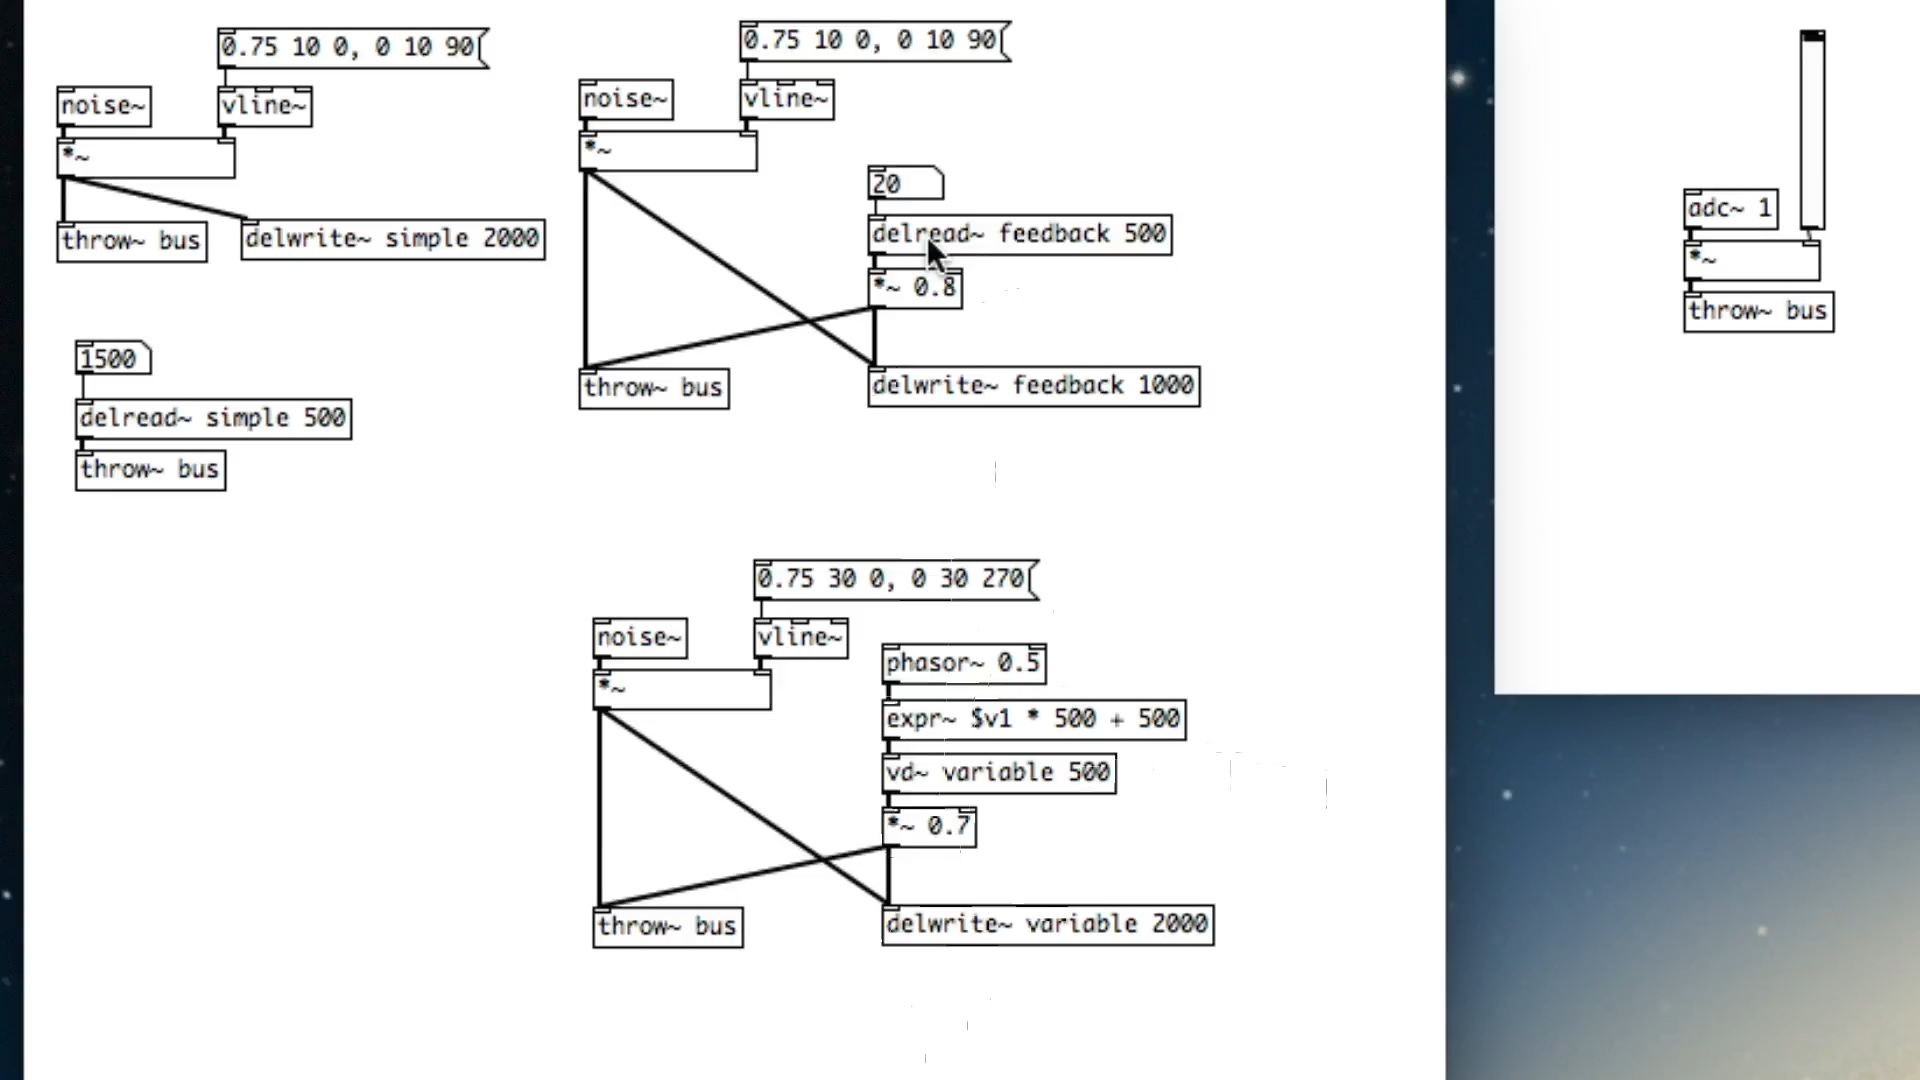 0.75 10 0, 0 10 90
noise~
vline~
*~
throw~ bus
delwrite~ simple 2000
1500
delread~ simple 500
throw~ bus
0.75 10 0, 0 10 90
noise~
vline~
*~
20
delread~ feedback 500
*~ 0.8
throw~ bus
delwrite~ feedback 1000
0.75 30 0, 0 30 270
noise~
vline~
*~
phasor~ 0.5
expr~ $v1 * 500 + 500
vd~ variable 500
*~ 0.7
throw~ bus
delwrite~ variable 2000
adc~ 1
*~
throw~ bus